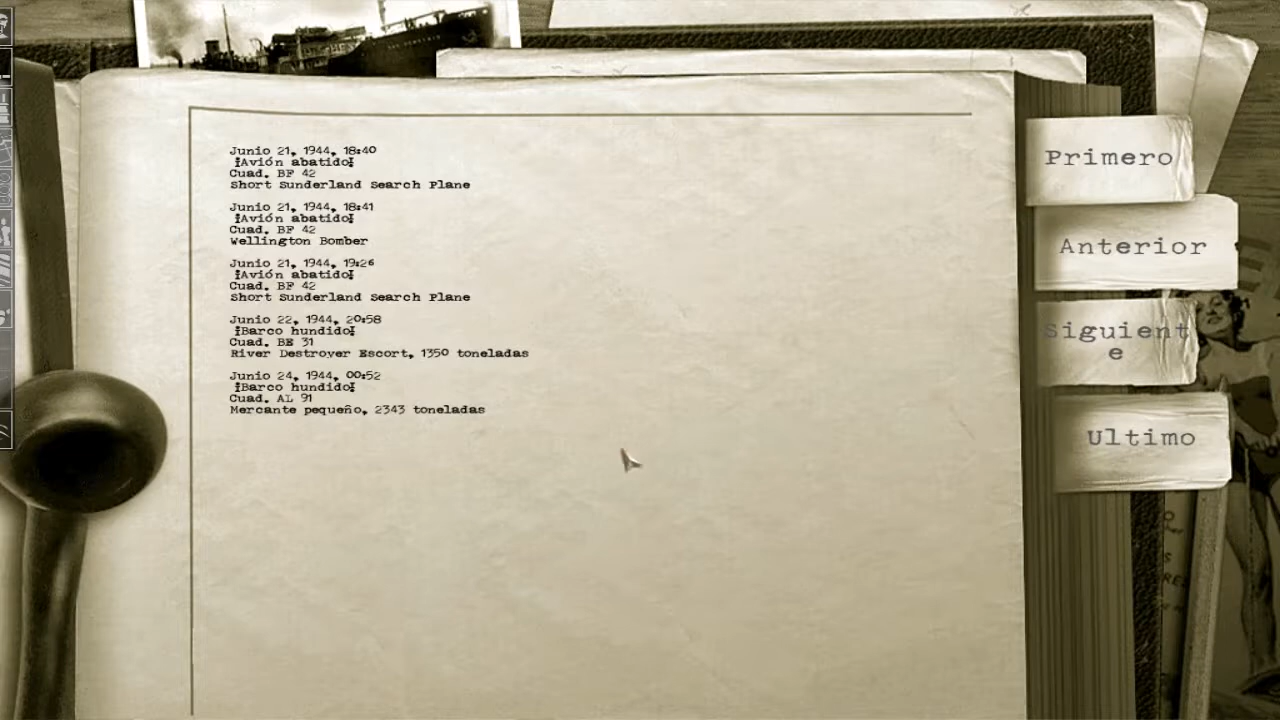 Junio 21, 1944, 18:40
¡Avión abatido!
Cuad. BF 42
Short Sunderland Search Plane
Junio 21, 1944, 18:41
¡Avión abatido!
Cuad. BF 42
Wellington Bomber
Junio 21, 1944, 19:26
¡Avión abatido!
Cuad. BF 42
Short Sunderland Search Plane
Junio 22, 1944, 20:58
¡Barco hundido!
Cuad. BE 31
River Destroyer Escort, 1350 toneladas
Junio 24, 1944, 00:52
¡Barco hundido!
Cuad. AL 91
Mercante pequeño, 2343 toneladas
Primero
Anterior
Siguient
e
Ultimo